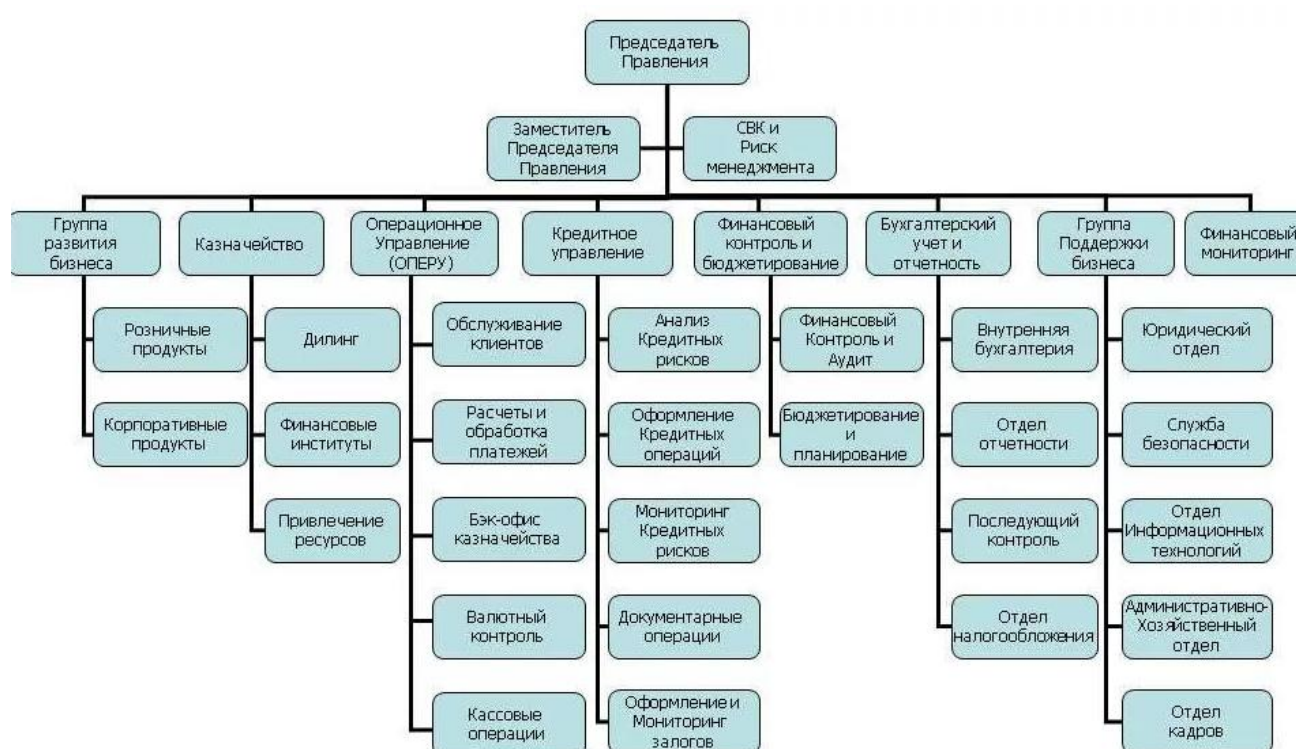 Председатель
Правления
Заместитель
Председателя
Правления
СВК и
Риск
менеджмента
Группа
развития
бизнеса
Казначейство
Операционное
Управление
(ОПЕРУ)
Кредитное
управление
Финансовый
контроль и
бюджетирование
Бухгалтерский
учет и
отчетность
Группа
Поддержки
бизнеса
Финансовый
мониторинг
Розничные
продукты
Корпоративные
продукты
Дилинг
Финансовые
институты
Привлечение
ресурсов
Обслуживание
клиентов
Расчеты и
обработка
платежей
Бэк-офис
казначейства
Валютный
контроль
Кассовые
операции
Анализ
Кредитных
рисков
Оформление
Кредитных
операций
Мониторинг
Кредитных
рисков
Документарные
операции
Оформление и
Мониторинг
залогов
Финансовый
Контроль и
Аудит
Бюджетирование
и
планирование
Внутренняя
бухгалтерия
Отдел
отчетности
Последующий
контроль
Отдел
налогообложения
Юридический
отдел
Служба
безопасности
Отдел
Информационных
технологий
Административно-
Хозяйственный
отдел
Отдел
кадров